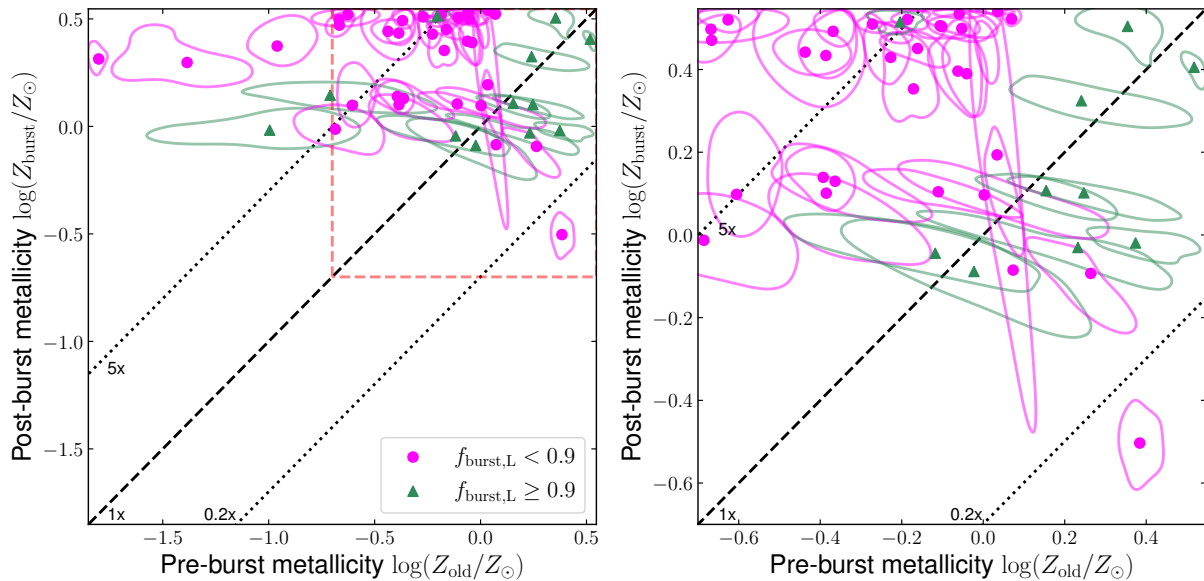 Post-burst metallicity log(Z_burst/Z_⊙)
0.5
0.0
−0.5
−1.0
−1.5
5x
1x
0.2x
f_burst,L < 0.9
f_burst,L ≥ 0.9
−1.5 −1.0 −0.5 0.0 0.5
Pre-burst metallicity log(Z_old/Z_⊙)
Post-burst metallicity log(Z_burst/Z_⊙)
0.4
0.2
0.0
−0.2
−0.4
−0.6
5x
1x
0.2x
−0.6 −0.4 −0.2 0.0 0.2 0.4
Pre-burst metallicity log(Z_old/Z_⊙)